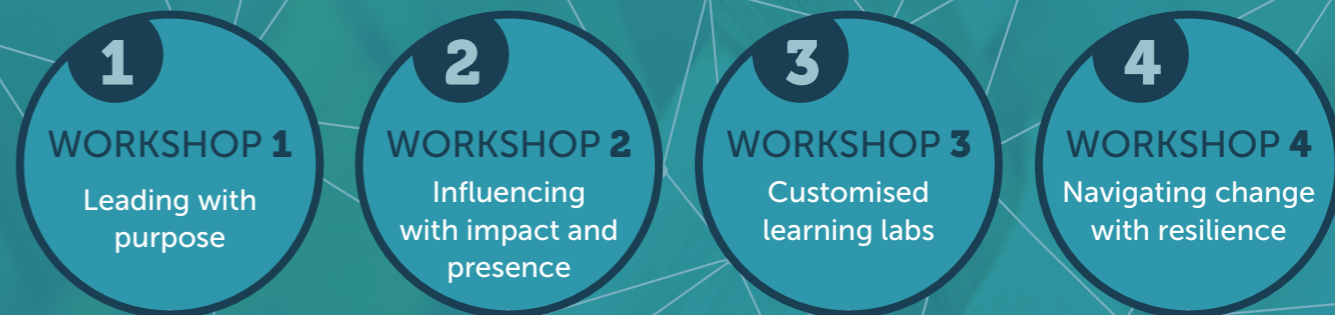 1
WORKSHOP 1
Leading with
purpose
2
WORKSHOP 2
Influencing
with impact and
presence
3
WORKSHOP 3
Customised
learning labs
4
WORKSHOP 4
Navigating change
with resilience